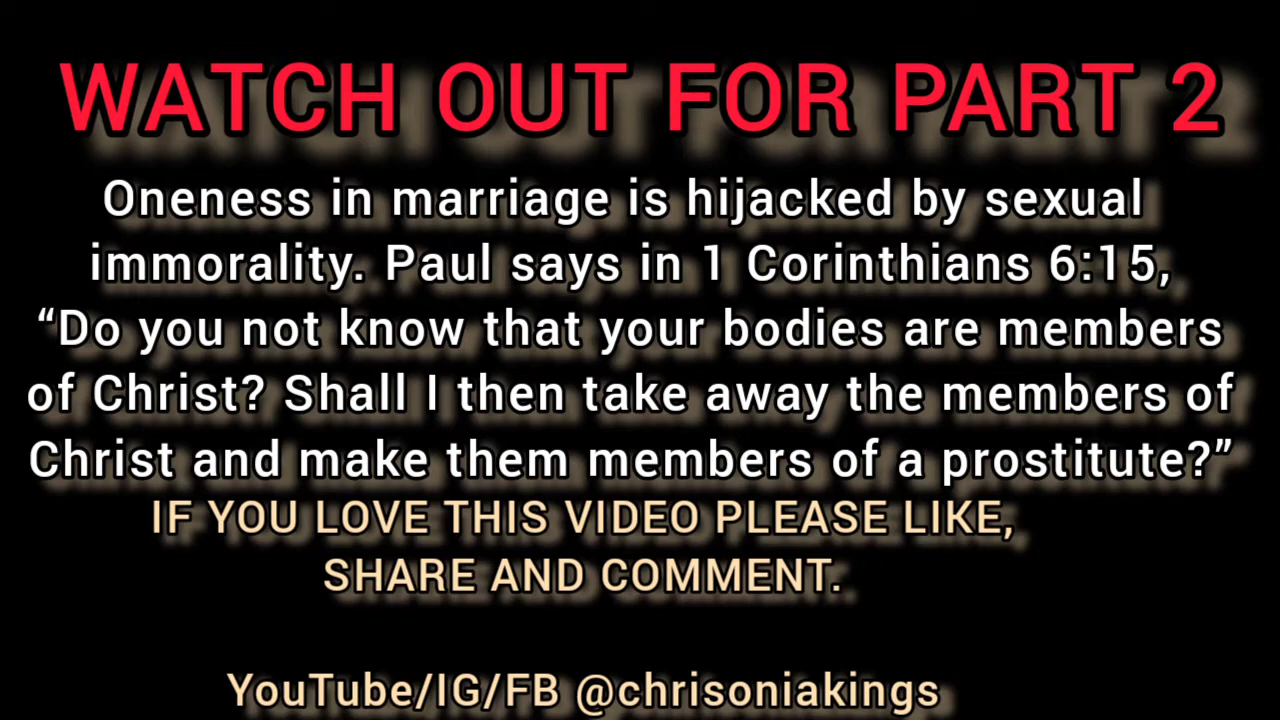 WATCH OUT FOR PART 2
Oneness in marriage is hijacked by sexual
immorality. Paul says in 1 Corinthians 6:15,
“Do you not know that your bodies are members
of Christ? Shall I then take away the members of
Christ and make them members of a prostitute?”
IF YOU LOVE THIS VIDEO PLEASE LIKE,
SHARE AND COMMENT.
YouTube/IG/FB @chrisoniakings